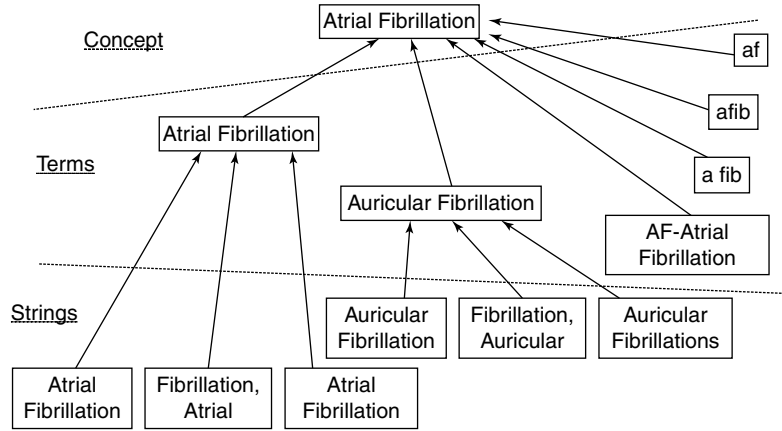 Atrial Fibrillation
Concept
af
afib
Atrial Fibrillation
Terms
a fib
Auricular Fibrillation
AF-Atrial
Fibrillation
Strings
Auricular
Fibrillation
Fibrillation,
Auricular
Auricular
Fibrillations
Atrial
Fibrillation
Fibrillation,
Atrial
Atrial
Fibrillation